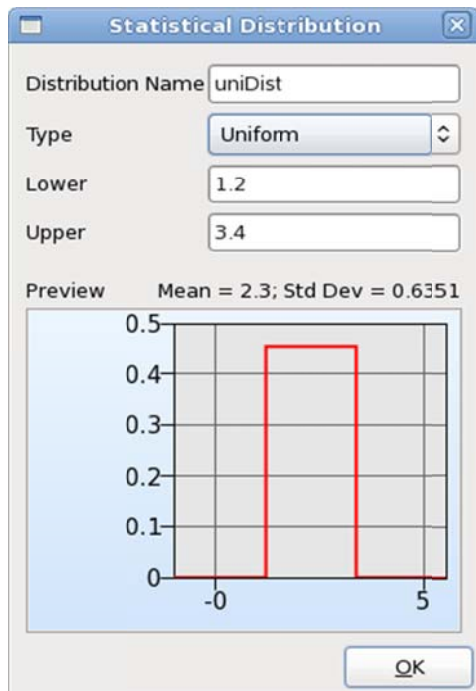 Statistical Distribution
Distribution Name uniDist
Type Uniform
Lower 1.2
Upper 3.4
Preview Mean = 2.3; Std Dev = 0.6351
0.5
0.4
0.3
0.2
0.1
0
-0 5
OK